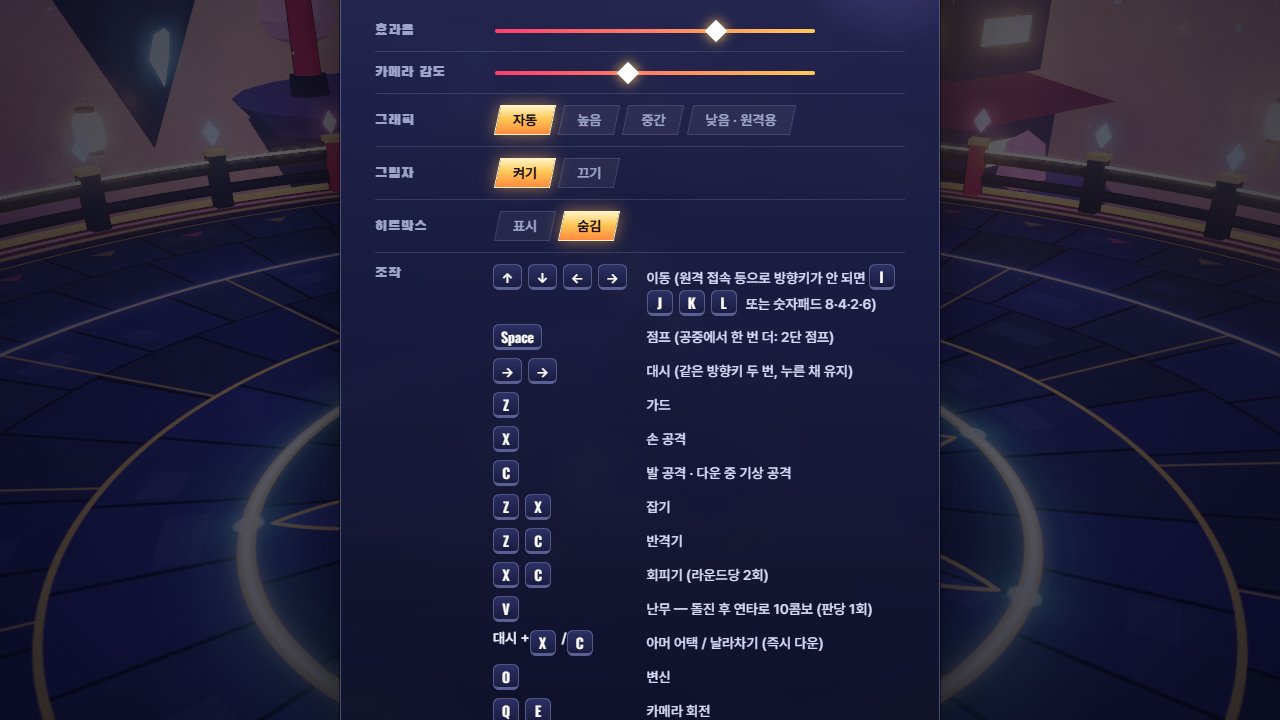 효과음
카메라 감도
그래픽 자동 높음 중간 낮음 · 원격용
그림자 켜기 끄기
히트박스 표시 숨김
조작 ↑ ↓ ← → 이동 (원격 접속 등으로 방향키가 안 되면 I
J K L 또는 숫자패드 8·4·2·6)
Space 점프 (공중에서 한 번 더: 2단 점프)
→ → 대시 (같은 방향키 두 번, 누른 채 유지)
Z 가드
X 손 공격
C 발 공격 · 다운 중 기상 공격
Z X 잡기
Z C 반격기
X C 회피기 (라운드당 2회)
V 난무 — 돌진 후 연타로 10콤보 (판당 1회)
대시 + X / C 아머 어택 / 날라차기 (즉시 다운)
O 변신
Q E 카메라 회전